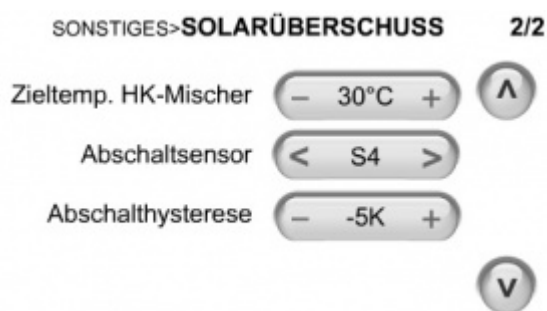 SONSTIGES>SOLARÜBERSCHUSS 2/2
Zieltemp. HK-Mischer - 30°C + ʌ
Abschaltsensor < S4 >
Abschalthysterese - -5K +
v